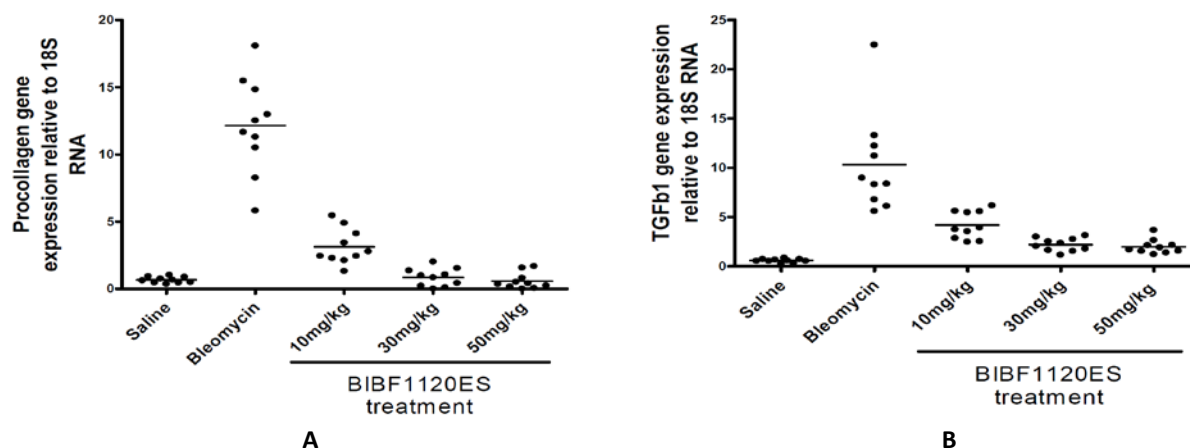 Procollagen gene
expression relative to 18S
RNA
20
15
10
5
0
Saline
Bleomycin
10mg/kg
30mg/kg
50mg/kg
BIBF1120ES
treatment
A
TGFb1 gene expression
relative to 18S RNA
25
20
15
10
5
0
Saline
Bleomycin
10mg/kg
30mg/kg
50mg/kg
BIBF1120ES
treatment
B